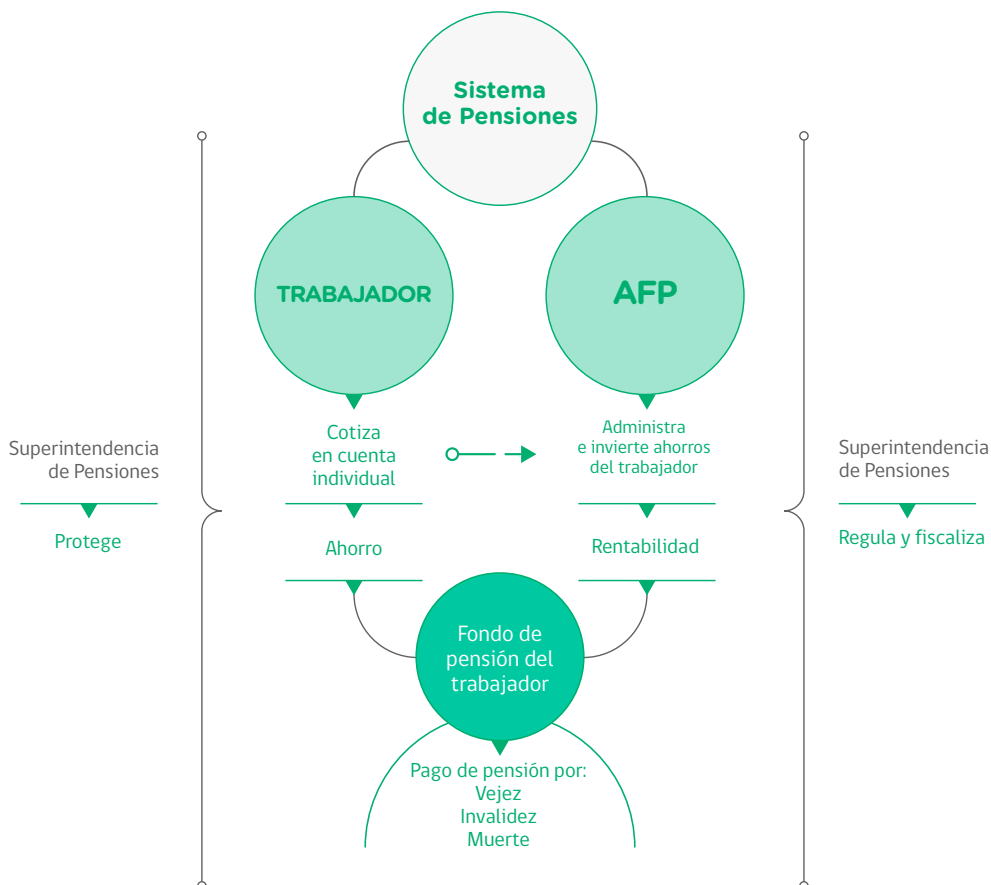 Sistema
de Pensiones
TRABAJADOR
AFP
Cotiza
en cuenta
individual
Administra
e invierte ahorros
del trabajador
Superintendencia
de Pensiones
Protege
Superintendencia
de Pensiones
Regula y fiscaliza
Ahorro
Rentabilidad
Fondo de
pensión del
trabajador
Pago de pensión por:
Vejez
Invalidez
Muerte